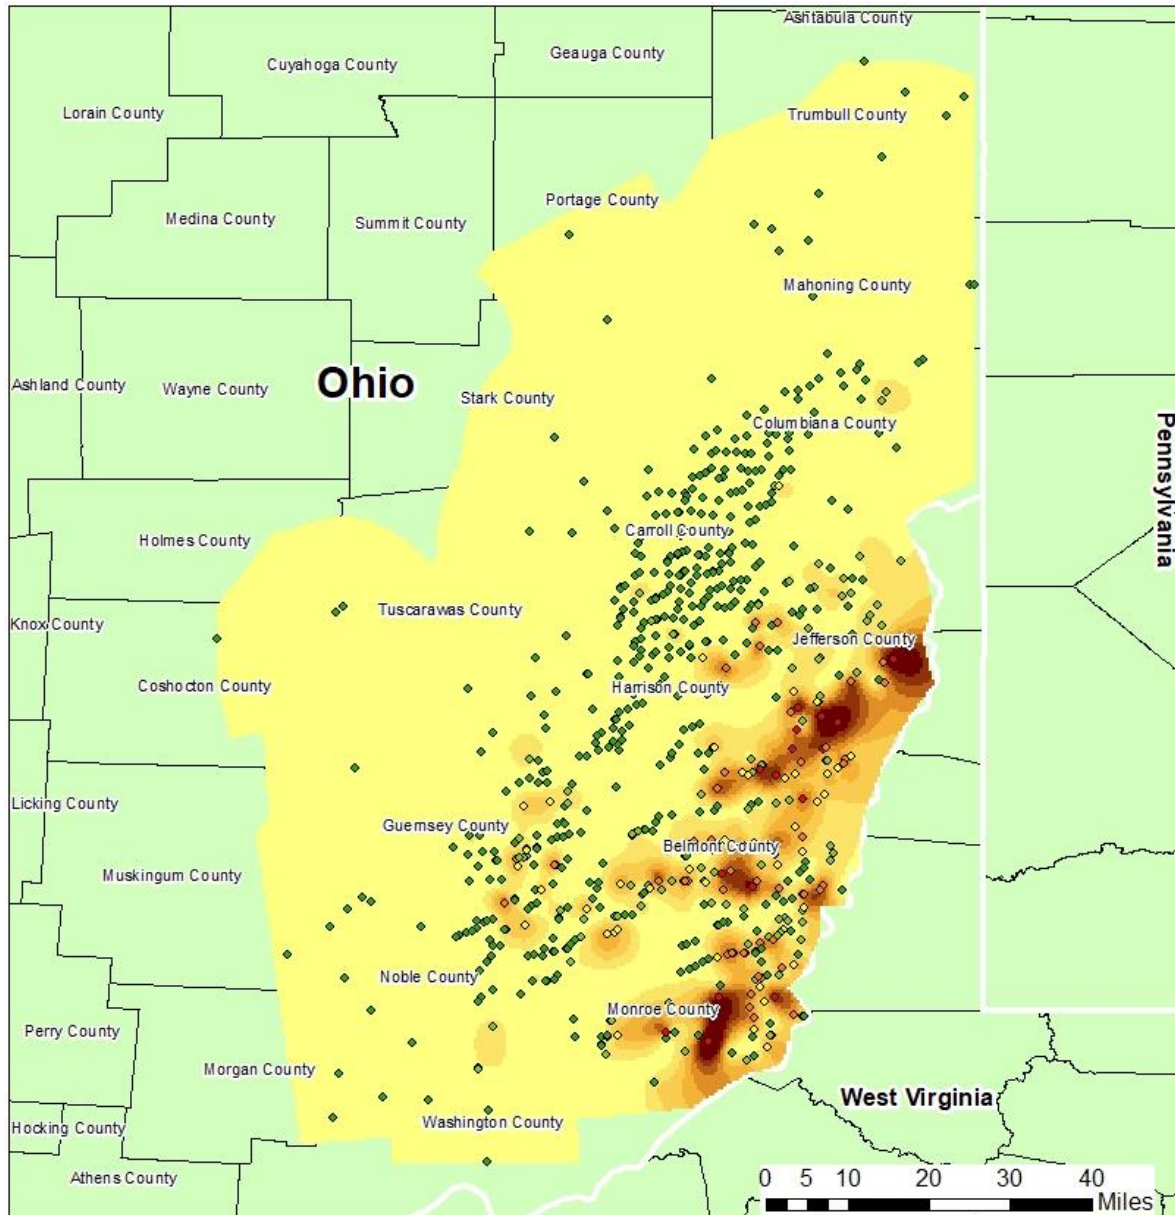 Ashtabula County
Geauga County
Cuyahoga County
Lorain County
Trumbull County
Portage County
Medina County
Summit County
Mahoning County
Ohio
Ashland County
Wayne County
Stark County
Columbiana County
Pennsylvania
Carroll County
Holmes County
Tuscarawas County
Knox County
Jefferson County
Coshocton County
Harrison County
Licking County
Guernsey County
Belmont County
Muskingum County
Noble County
Monroe County
Perry County
Morgan County
West Virginia
Washington County
Hocking County
Athens County
0 5 10 20 30 40
Miles